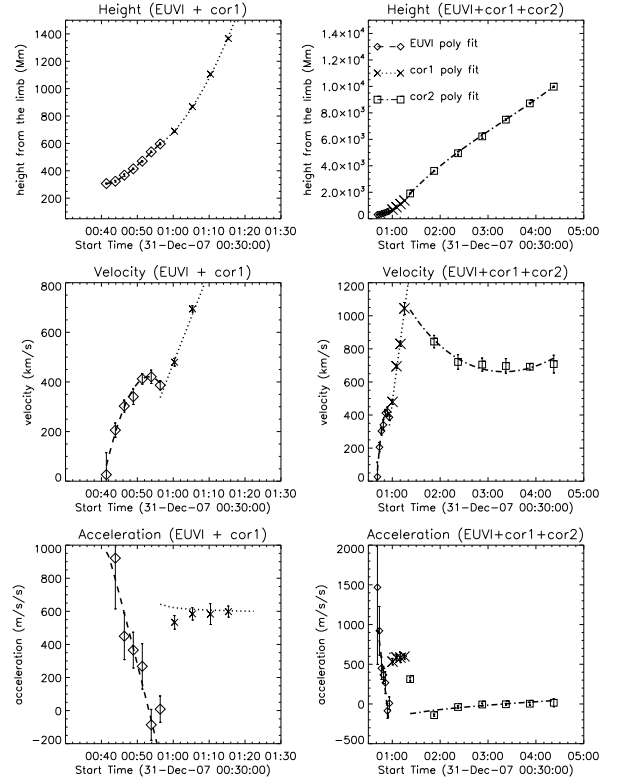 Height (EUVI + cor1)
height from the limb (Mm)
1400
1200
1000
800
600
400
200
00:40 00:50 01:00 01:10 01:20 01:30
Start Time (31-Dec-07 00:30:00)
Height (EUVI+cor1+cor2)
height from the limb (Mm)
1.4×10⁴
1.2×10⁴
1.0×10⁴
8.0×10³
6.0×10³
4.0×10³
2.0×10³
0
EUVI poly fit
cor1 poly fit
cor2 poly fit
01:00 02:00 03:00 04:00 05:00
Start Time (31-Dec-07 00:30:00)
Velocity (EUVI + cor1)
velocity (km/s)
800
600
400
200
0
00:40 00:50 01:00 01:10 01:20 01:30
Start Time (31-Dec-07 00:30:00)
Velocity (EUVI+cor1+cor2)
velocity (km/s)
1200
1000
800
600
400
200
0
01:00 02:00 03:00 04:00 05:00
Start Time (31-Dec-07 00:30:00)
Acceleration (EUVI + cor1)
acceleration (m/s/s)
1000
800
600
400
200
0
-200
00:40 00:50 01:00 01:10 01:20 01:30
Start Time (31-Dec-07 00:30:00)
Acceleration (EUVI+cor1+cor2)
acceleration (m/s/s)
2000
1500
1000
500
0
-500
01:00 02:00 03:00 04:00 05:00
Start Time (31-Dec-07 00:30:00)